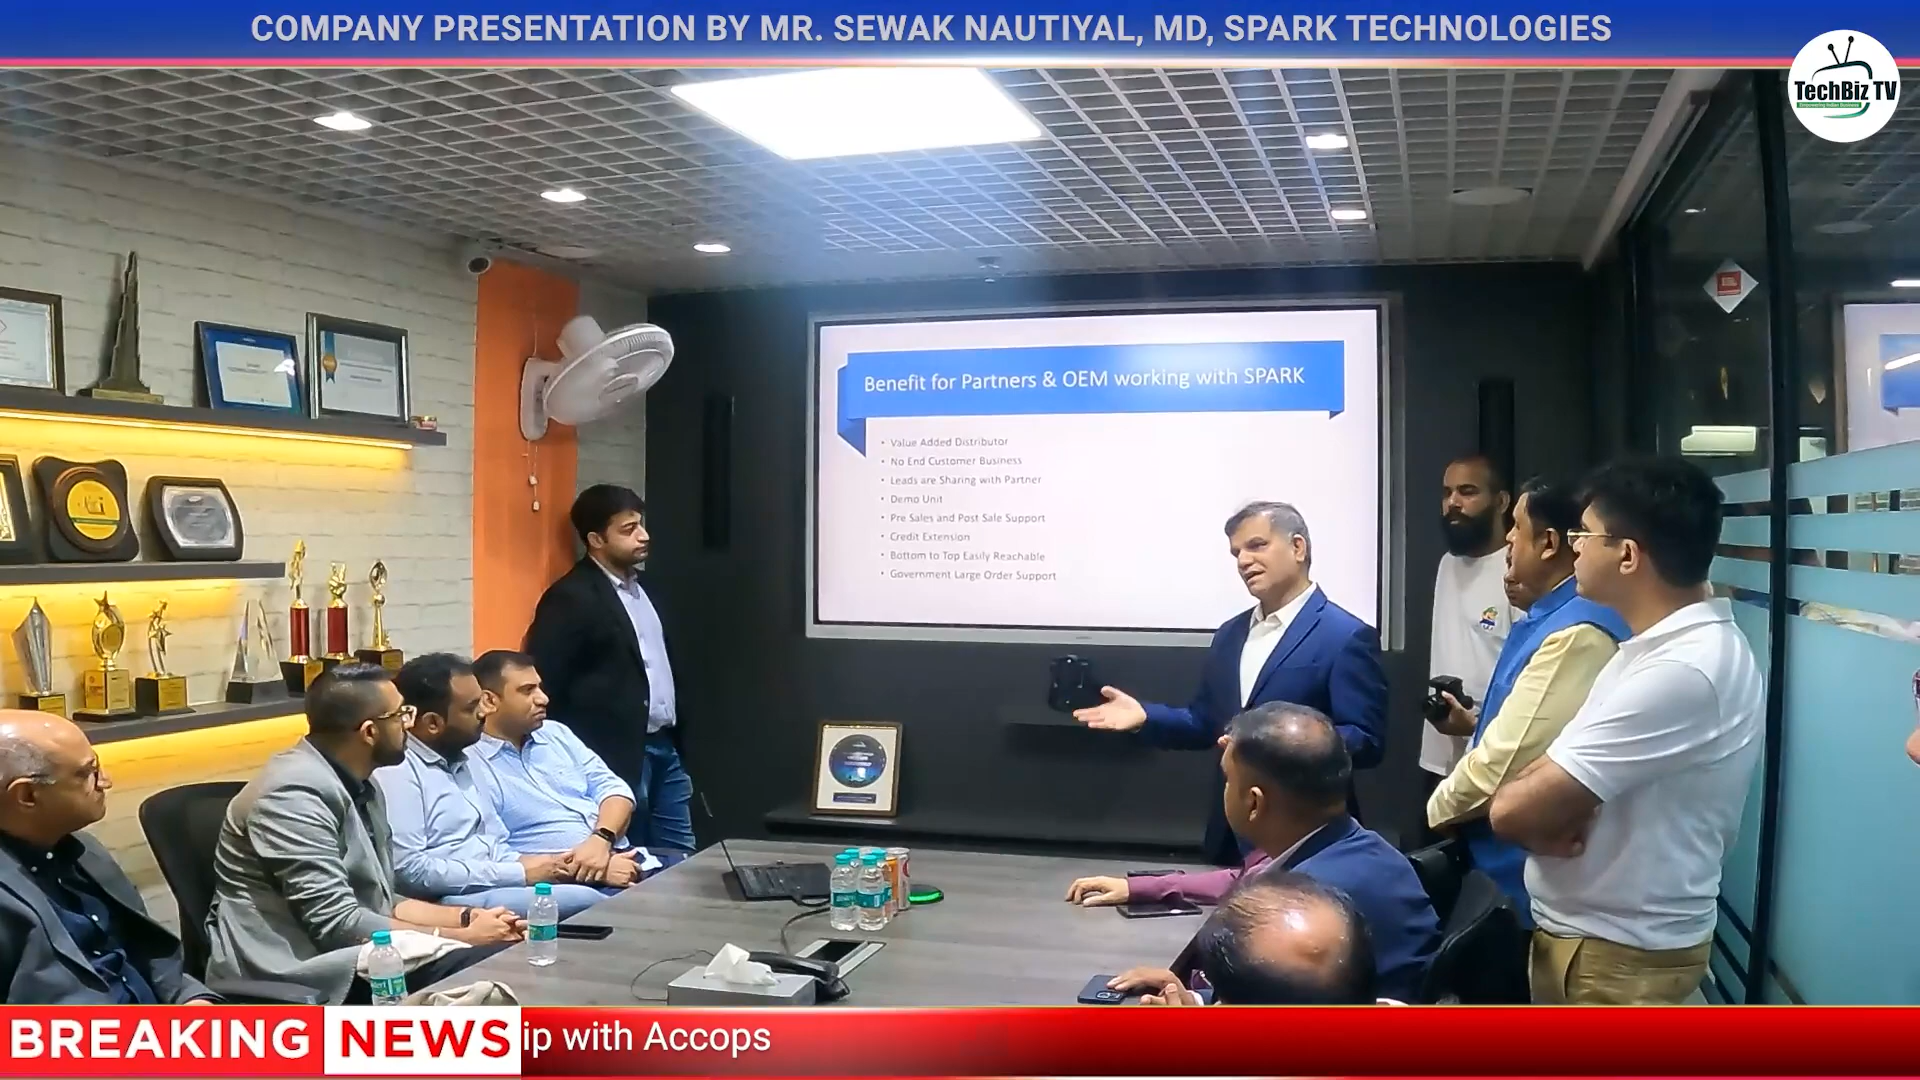 COMPANY PRESENTATION BY MR. SEWAK NAUTIYAL, MD, SPARK TECHNOLOGIES
TechBiz TV
Benefit for Partners & OEM working with SPARK
• Value Added Distributor
• No End Customer Business
• Leads are Sharing with Partner
• Demo Unit
• Pre Sales and Post Sale Support
• Credit Extension
• Bottom to Top Easily Reachable
• Government Large Order Support
BREAKING NEWS
ip with Accops